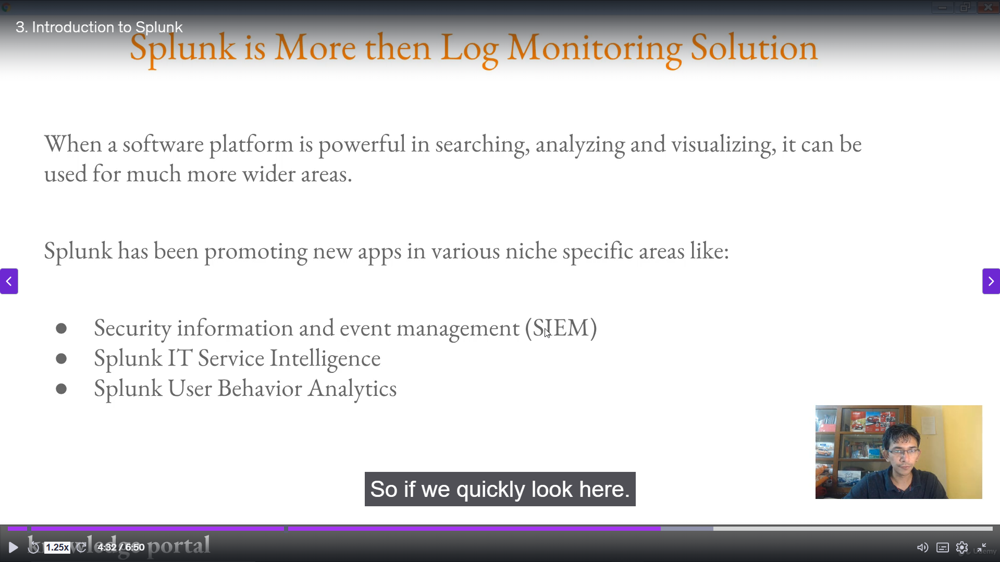 3. Introduction to Splunk
Splunk is More then Log Monitoring Solution
When a software platform is powerful in searching, analyzing and visualizing, it can be
used for much more wider areas.
Splunk has been promoting new apps in various niche specific areas like:
● Security information and event management (SIEM)
● Splunk IT Service Intelligence
● Splunk User Behavior Analytics
So if we quickly look here.
knowledge portal
1.25x
4:32 / 6:50
Udemy